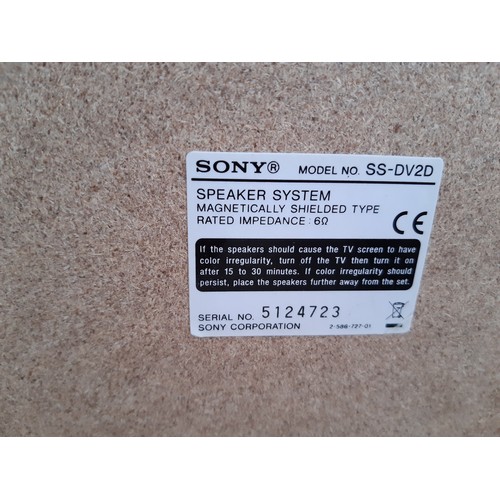 SONY® MODEL NO. SS-DV2D
SPEAKER SYSTEM
MAGNETICALLY SHIELDED TYPE
RATED IMPEDANCE : 6Ω
CE
If the speakers should cause the TV screen to have
color irregularity, turn off the TV then turn it on
after 15 to 30 minutes. If color irregularity should
persist, place the speakers further away from the set.
SERIAL NO. 5124723
SONY CORPORATION 2-586-727-01